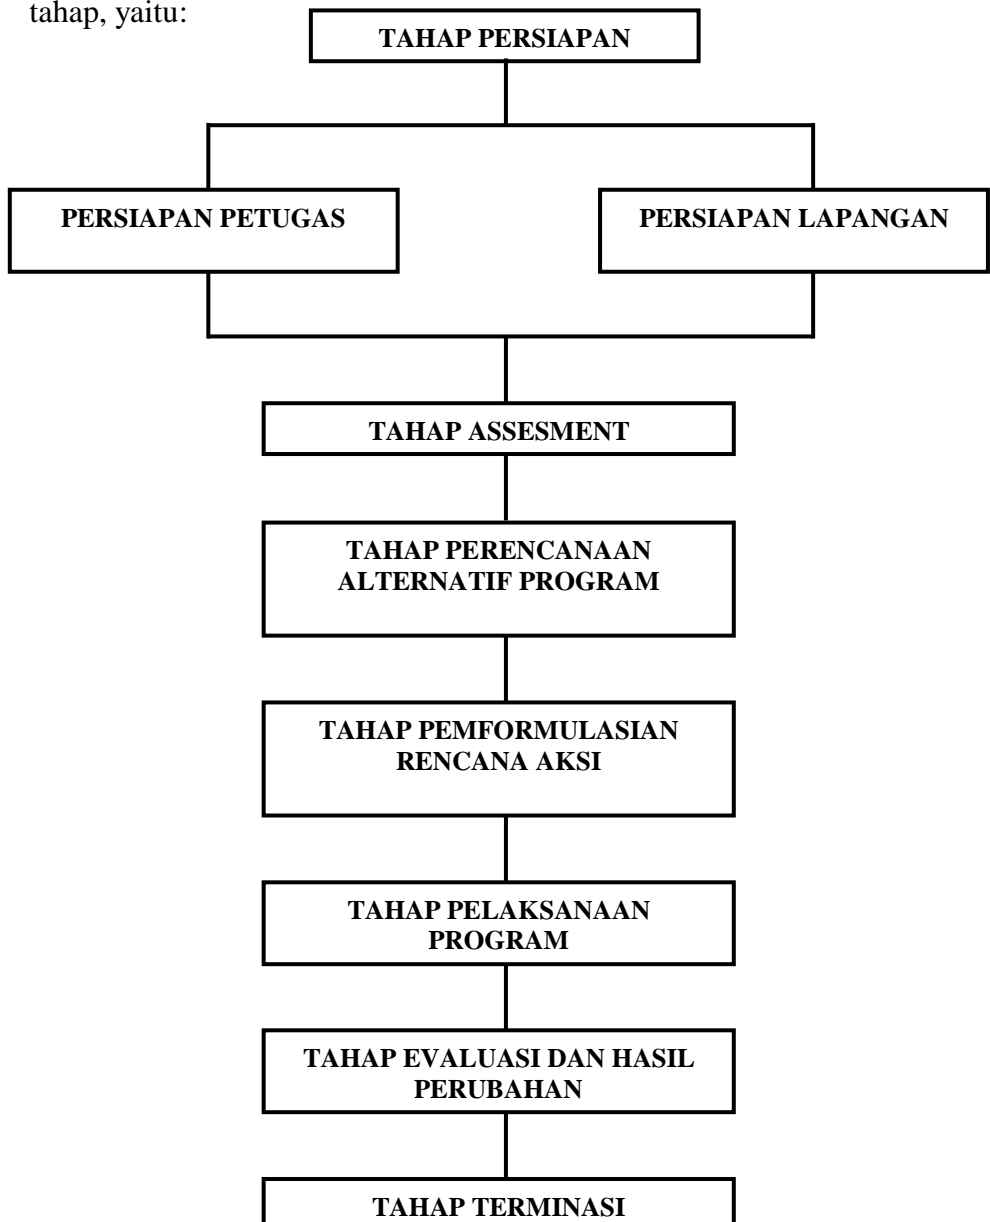 tahap, yaitu:
TAHAP PERSIAPAN
PERSIAPAN PETUGAS
PERSIAPAN LAPANGAN
TAHAP ASSESMENT
TAHAP PERENCANAAN
ALTERNATIF PROGRAM
TAHAP PEMFORMULASIAN
RENCANA AKSI
TAHAP PELAKSANAAN
PROGRAM
TAHAP EVALUASI DAN HASIL
PERUBAHAN
TAHAP TERMINASI